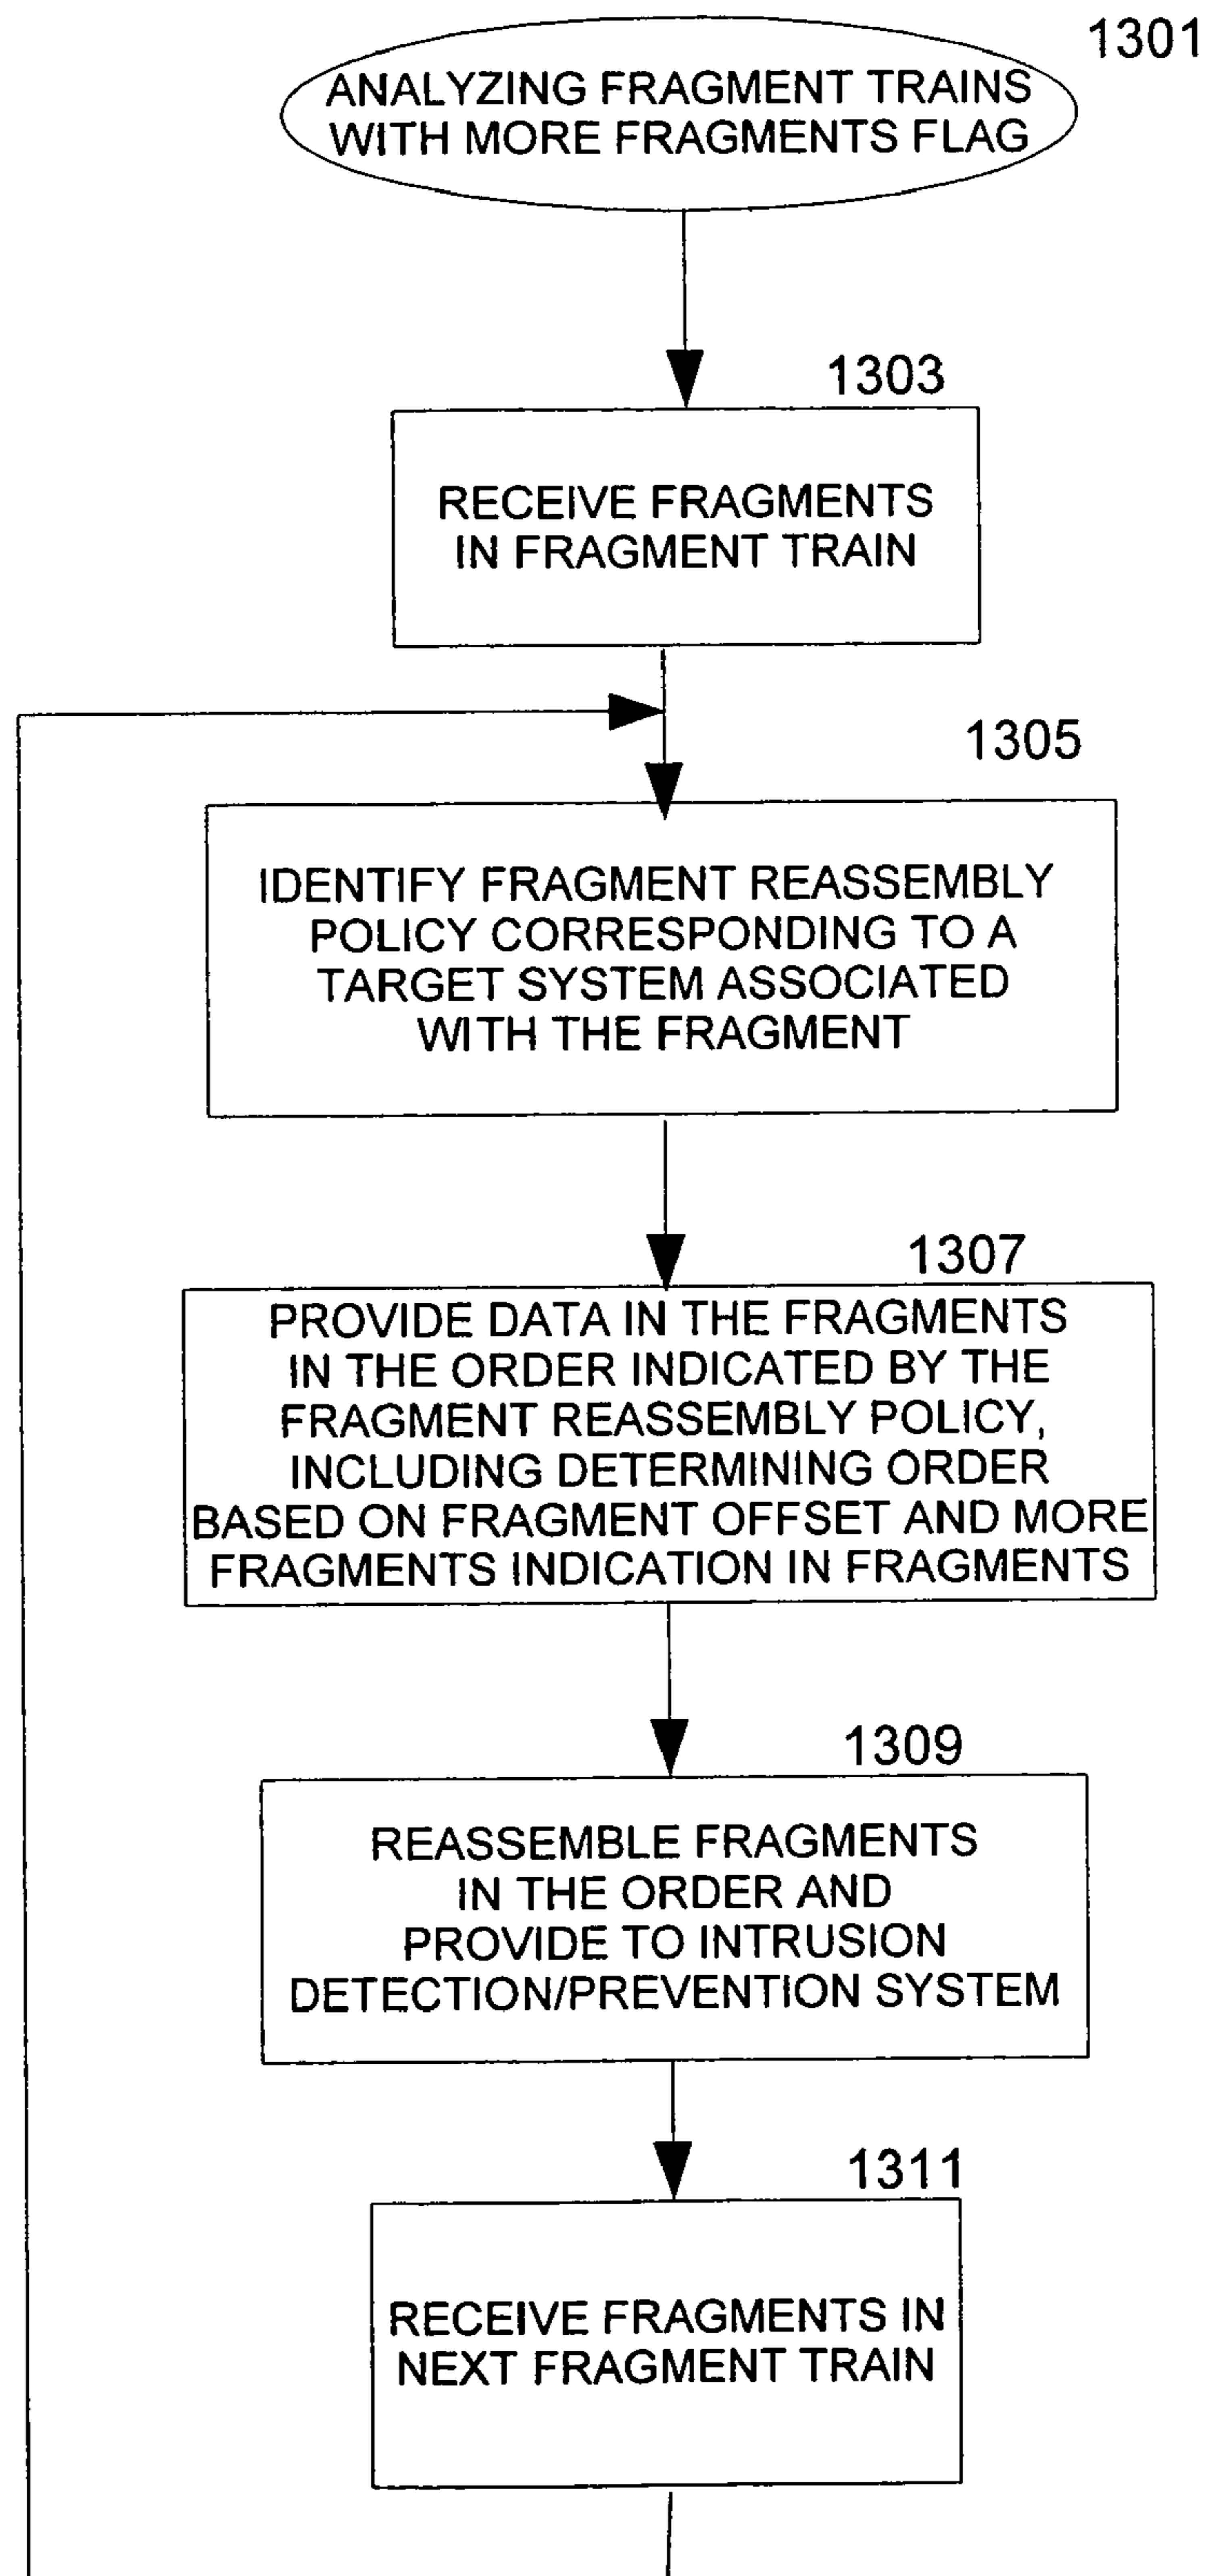 1301
ANALYZING FRAGMENT TRAINS
WITH MORE FRAGMENTS FLAG
1303
RECEIVE FRAGMENTS
IN FRAGMENT TRAIN
1305
IDENTIFY FRAGMENT REASSEMBLY
POLICY CORRESPONDING TO A
TARGET SYSTEM ASSOCIATED
WITH THE FRAGMENT
1307
PROVIDE DATA IN THE FRAGMENTS
IN THE ORDER INDICATED BY THE
FRAGMENT REASSEMBLY POLICY,
INCLUDING DETERMINING ORDER
BASED ON FRAGMENT OFFSET AND MORE
FRAGMENTS INDICATION IN FRAGMENTS
1309
REASSEMBLE FRAGMENTS
IN THE ORDER AND
PROVIDE TO INTRUSION
DETECTION/PREVENTION SYSTEM
1311
RECEIVE FRAGMENTS IN
NEXT FRAGMENT TRAIN